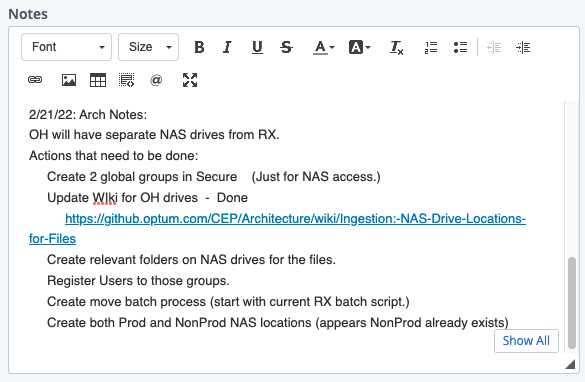 Notes
Font Size B I U S A A Tx
@
2/21/22: Arch Notes:
OH will have separate NAS drives from RX.
Actions that need to be done:
Create 2 global groups in Secure (Just for NAS access.)
Update WIki for OH drives - Done
https://github.optum.com/CEP/Architecture/wiki/Ingestion:-NAS-Drive-Locations-
for-Files
Create relevant folders on NAS drives for the files.
Register Users to those groups.
Create move batch process (start with current RX batch script.)
Create both Prod and NonProd NAS locations (appears NonProd already exists)
Show All